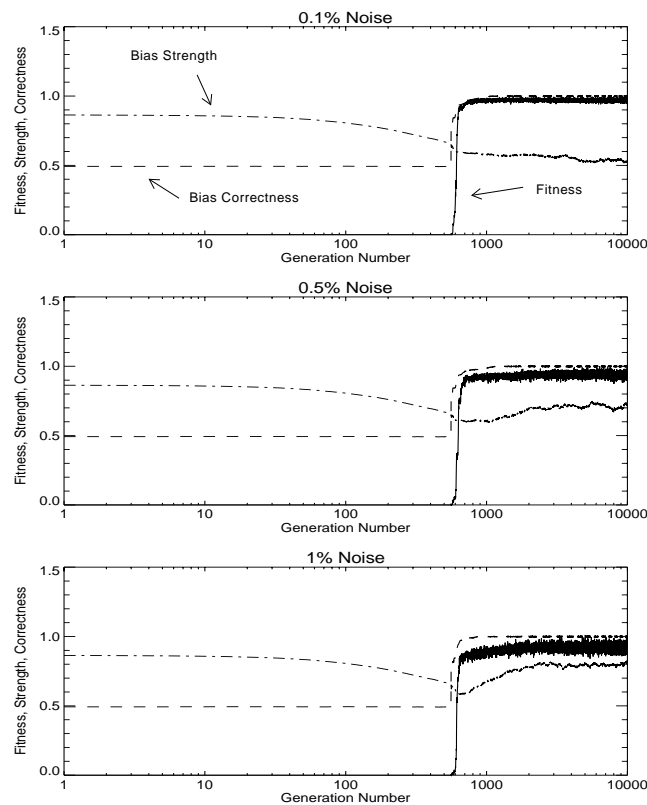 0.1% Noise
1.5
1.0
0.5
0.0
Fitness, Strength, Correctness
Bias Strength
Bias Correctness
Fitness
1
10
100
1000
10000
Generation Number
0.5% Noise
1.5
1.0
0.5
0.0
Fitness, Strength, Correctness
1
10
100
1000
10000
Generation Number
1% Noise
1.5
1.0
0.5
0.0
Fitness, Strength, Correctness
1
10
100
1000
10000
Generation Number